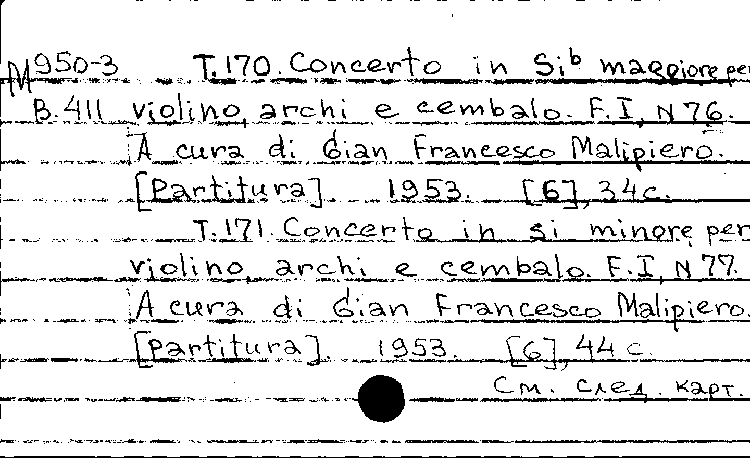 М950-3 Т.170. Concerto in Si♭ maggiore per
В.411 violino, archi e cembalo. F.I, N 76.
A cura di Gian Francesco Malipiero.
[Partitura]. 1953. [6], 34 с.
Т.171. Concerto in si minore per
violino, archi e cembalo. F.I, N 77.
A cura di Gian Francesco Malipiero.
[Partitura]. 1953. [6], 44 с.
См. след. карт.